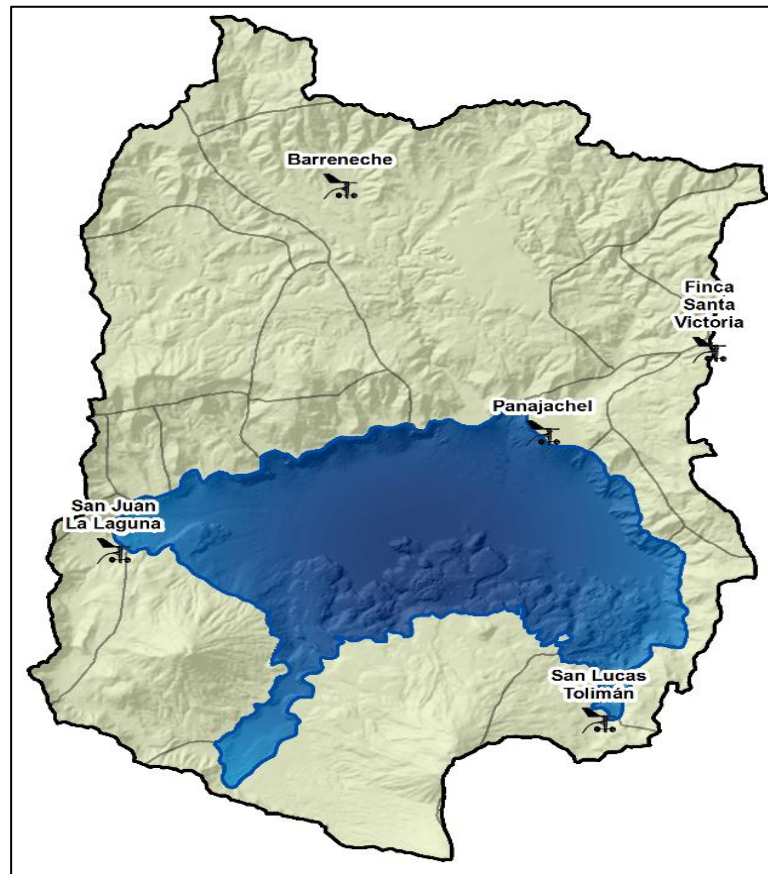 Barreneche
Finca
Santa
Victoria
Panajachel
San Juan
La Laguna
San Lucas
Tolimán